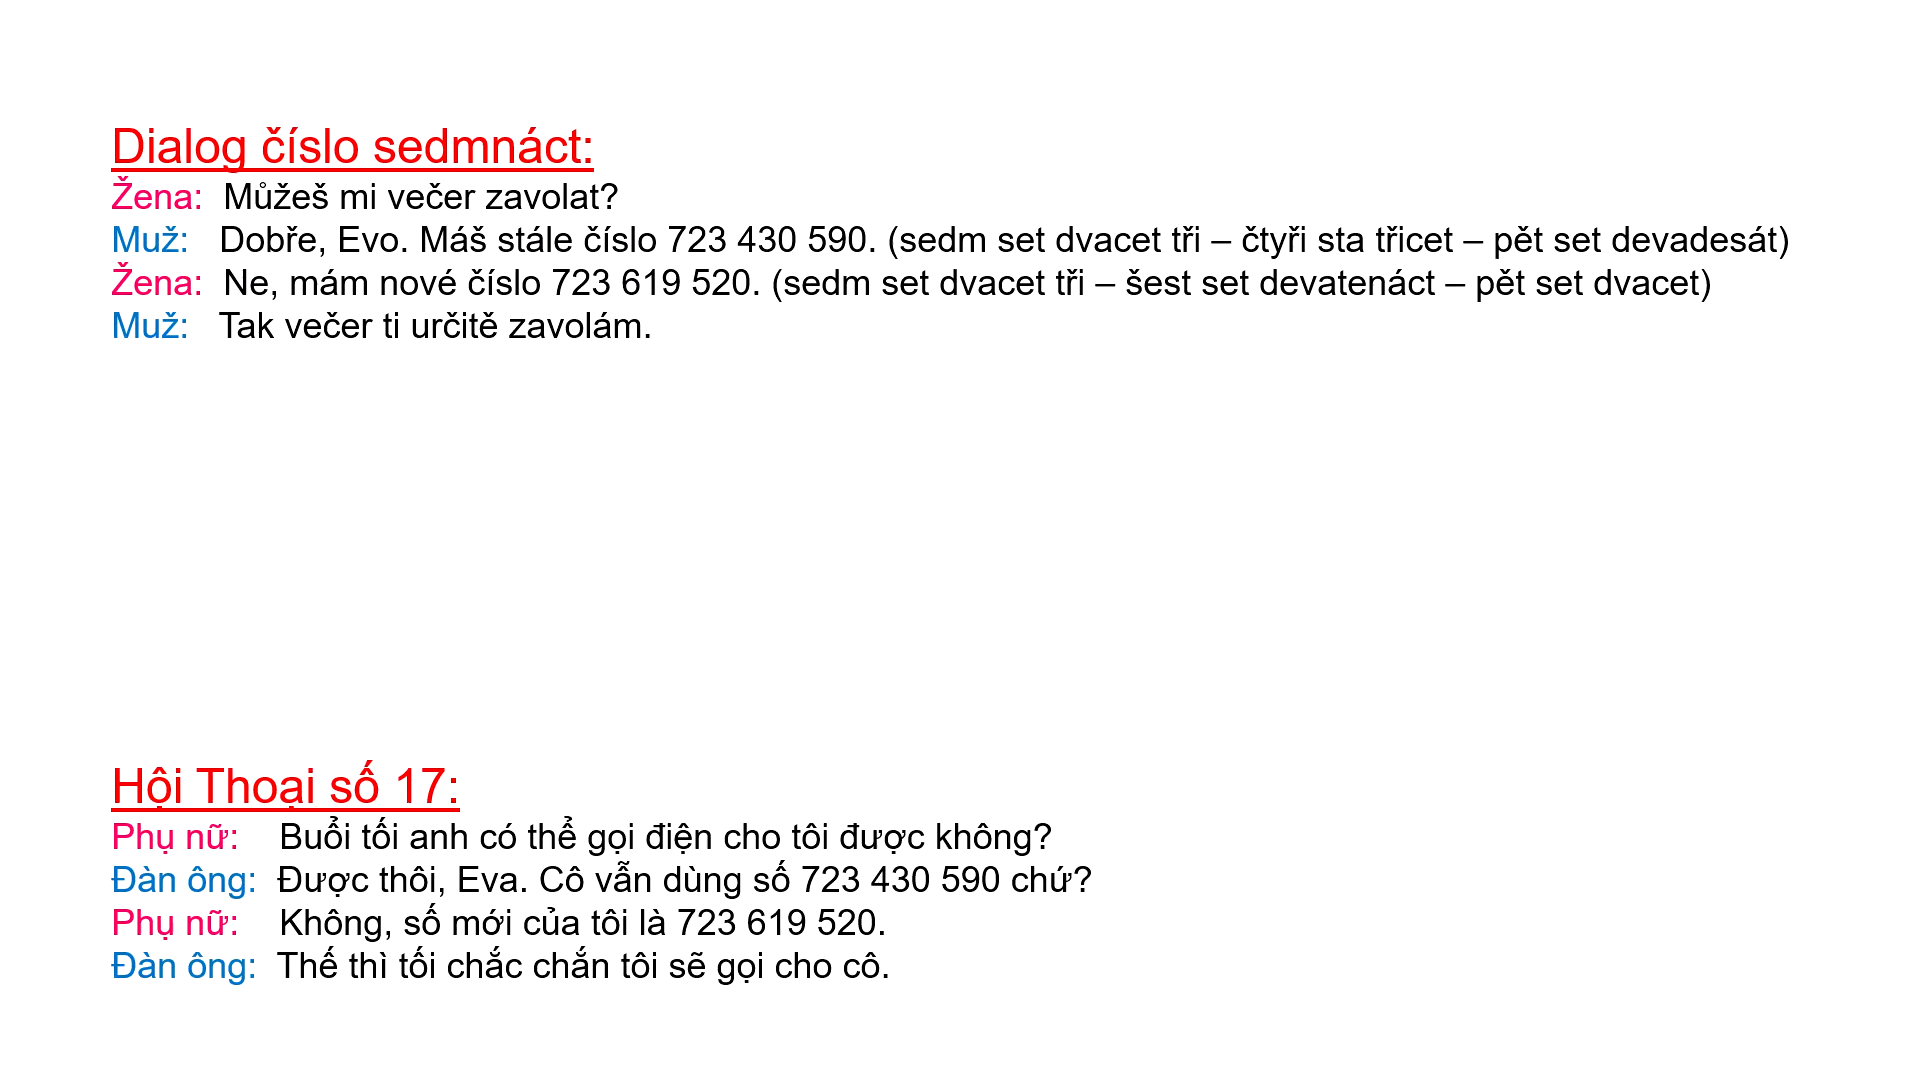 Dialog číslo sedmnáct:
Žena: Můžeš mi večer zavolat?
Muž: Dobře, Evo. Máš stále číslo 723 430 590. (sedm set dvacet tři – čtyři sta třicet – pět set devadesát)
Žena: Ne, mám nové číslo 723 619 520. (sedm set dvacet tři – šest set devatenáct – pět set dvacet)
Muž: Tak večer ti určitě zavolám.
Hội Thoại số 17:
Phụ nữ: Buổi tối anh có thể gọi điện cho tôi được không?
Đàn ông: Được thôi, Eva. Cô vẫn dùng số 723 430 590 chứ?
Phụ nữ: Không, số mới của tôi là 723 619 520.
Đàn ông: Thế thì tối chắc chắn tôi sẽ gọi cho cô.